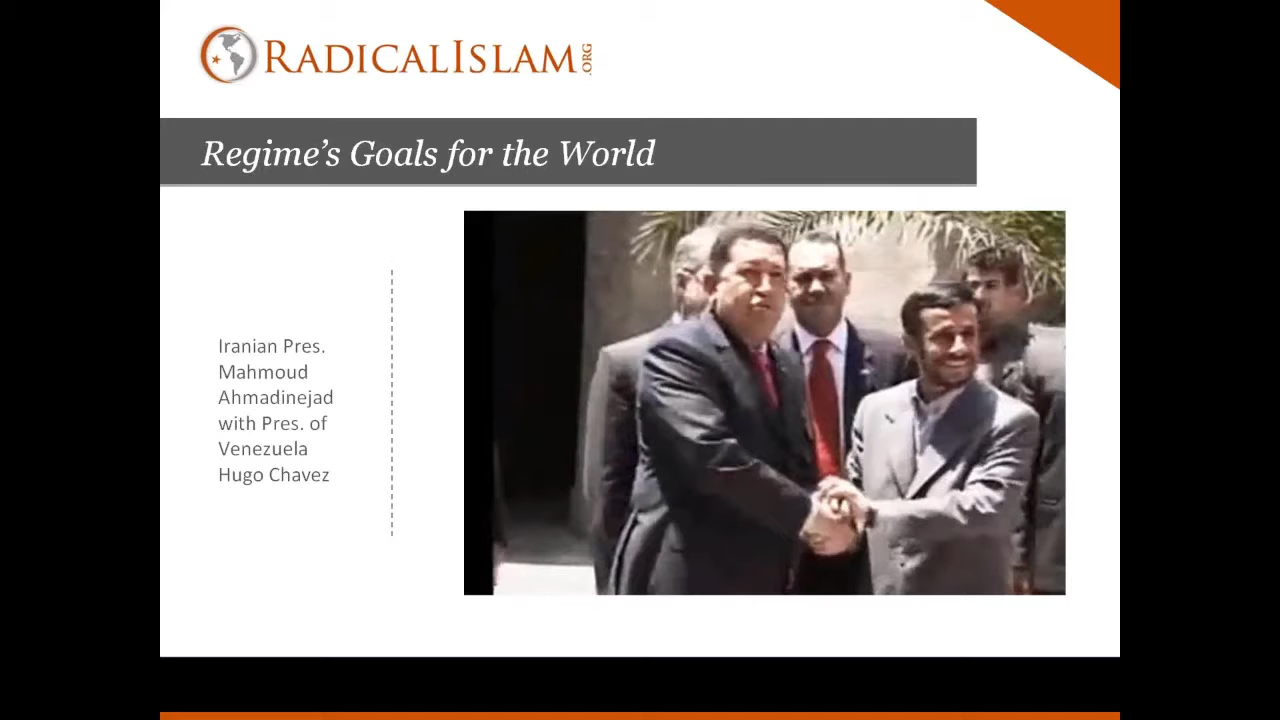 RADICALISLAM.ORG
Regime's Goals for the World
Iranian Pres.
Mahmoud
Ahmadinejad
with Pres. of
Venezuela
Hugo Chavez